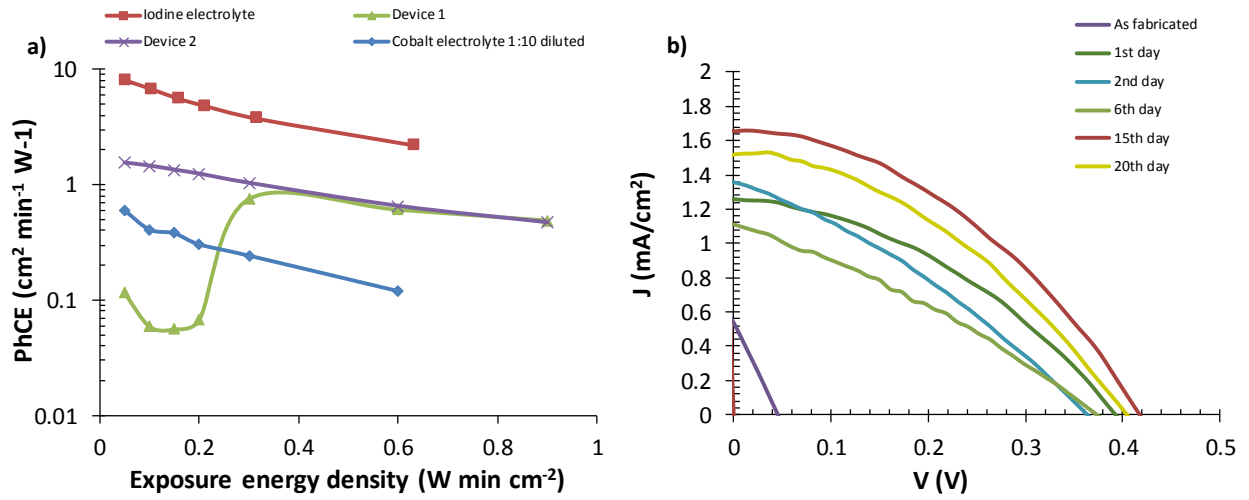 Iodine electrolyte
Device 1
Device 2
Cobalt electrolyte 1:10 diluted
a)
10
1
0.1
0.01
PhCE (cm² min⁻¹ W-1)
0
0.2
0.4
0.6
0.8
1
Exposure energy density (W min cm⁻²)
b)
As fabricated
1st day
2nd day
6th day
15th day
20th day
2
1.8
1.6
1.4
1.2
1
0.8
0.6
0.4
0.2
0
J (mA/cm²)
0
0.1
0.2
0.3
0.4
0.5
V (V)